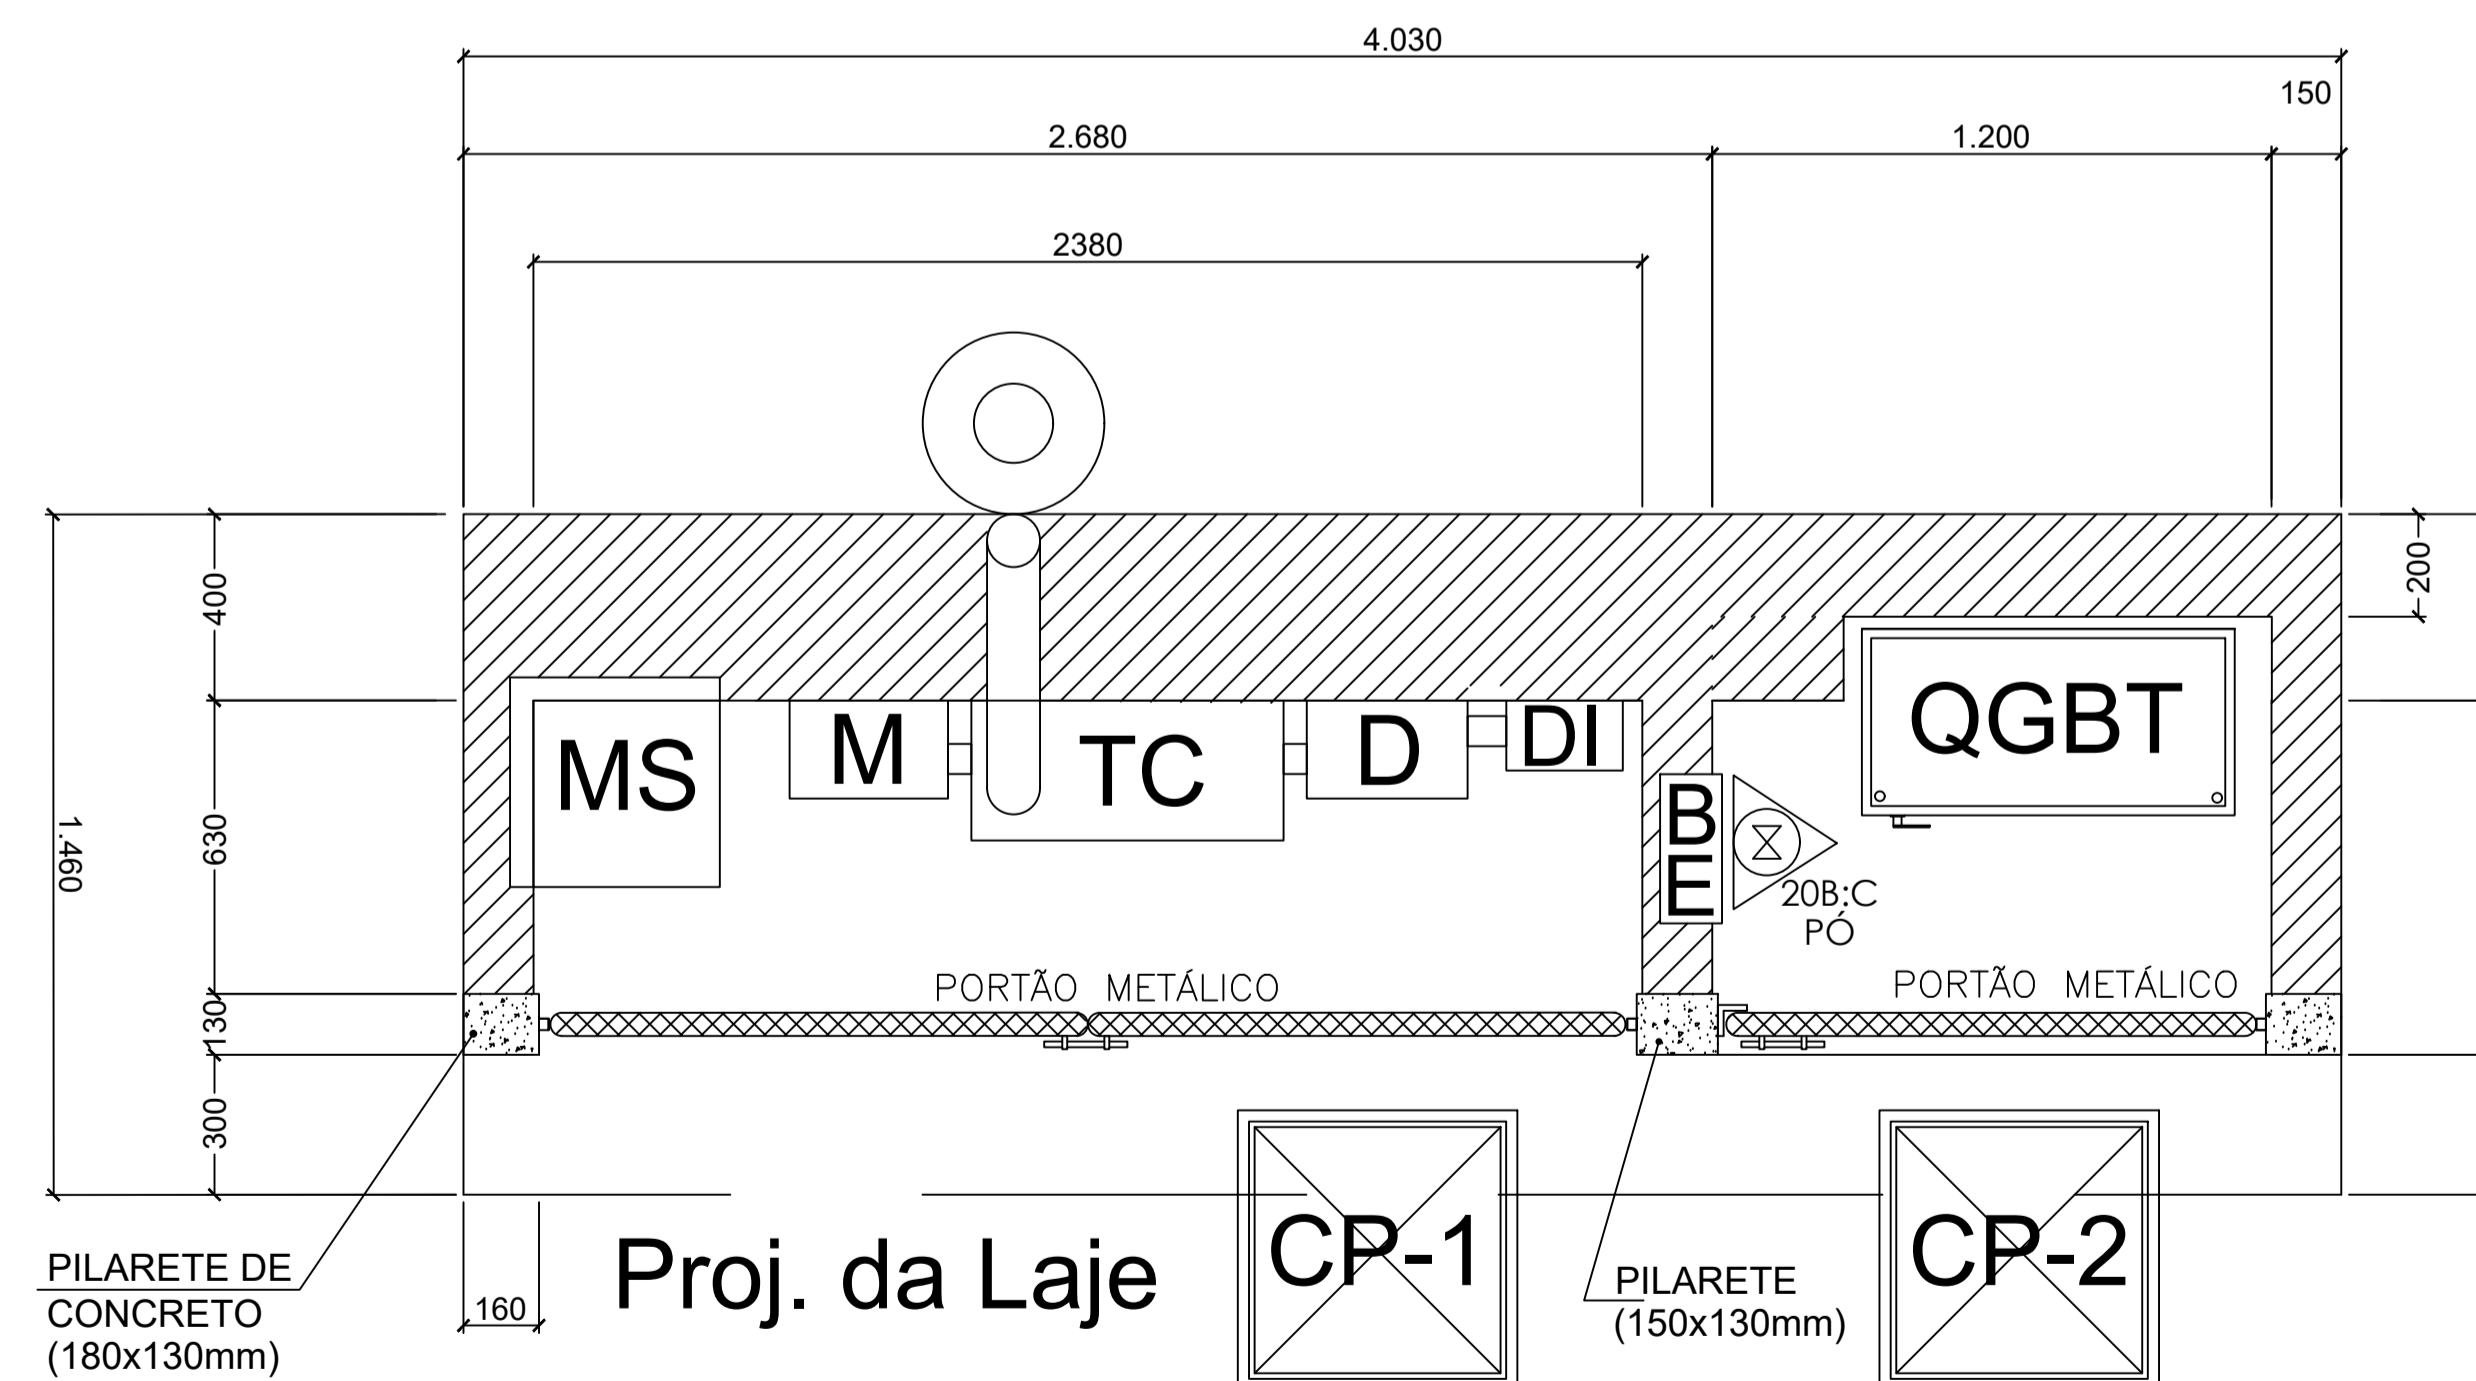 4.030
150
2.680
1.200
2380
400
200
630
1.460
130
300
MS
M
TC
D
DI
QGBT
B
E
20B:C
PÓ
PORTÃO METÁLICO
PORTÃO METÁLICO
PILARETE DE
CONCRETO
(180x130mm)
160
Proj. da Laje
CP-1
PILARETE
(150x130mm)
CP-2